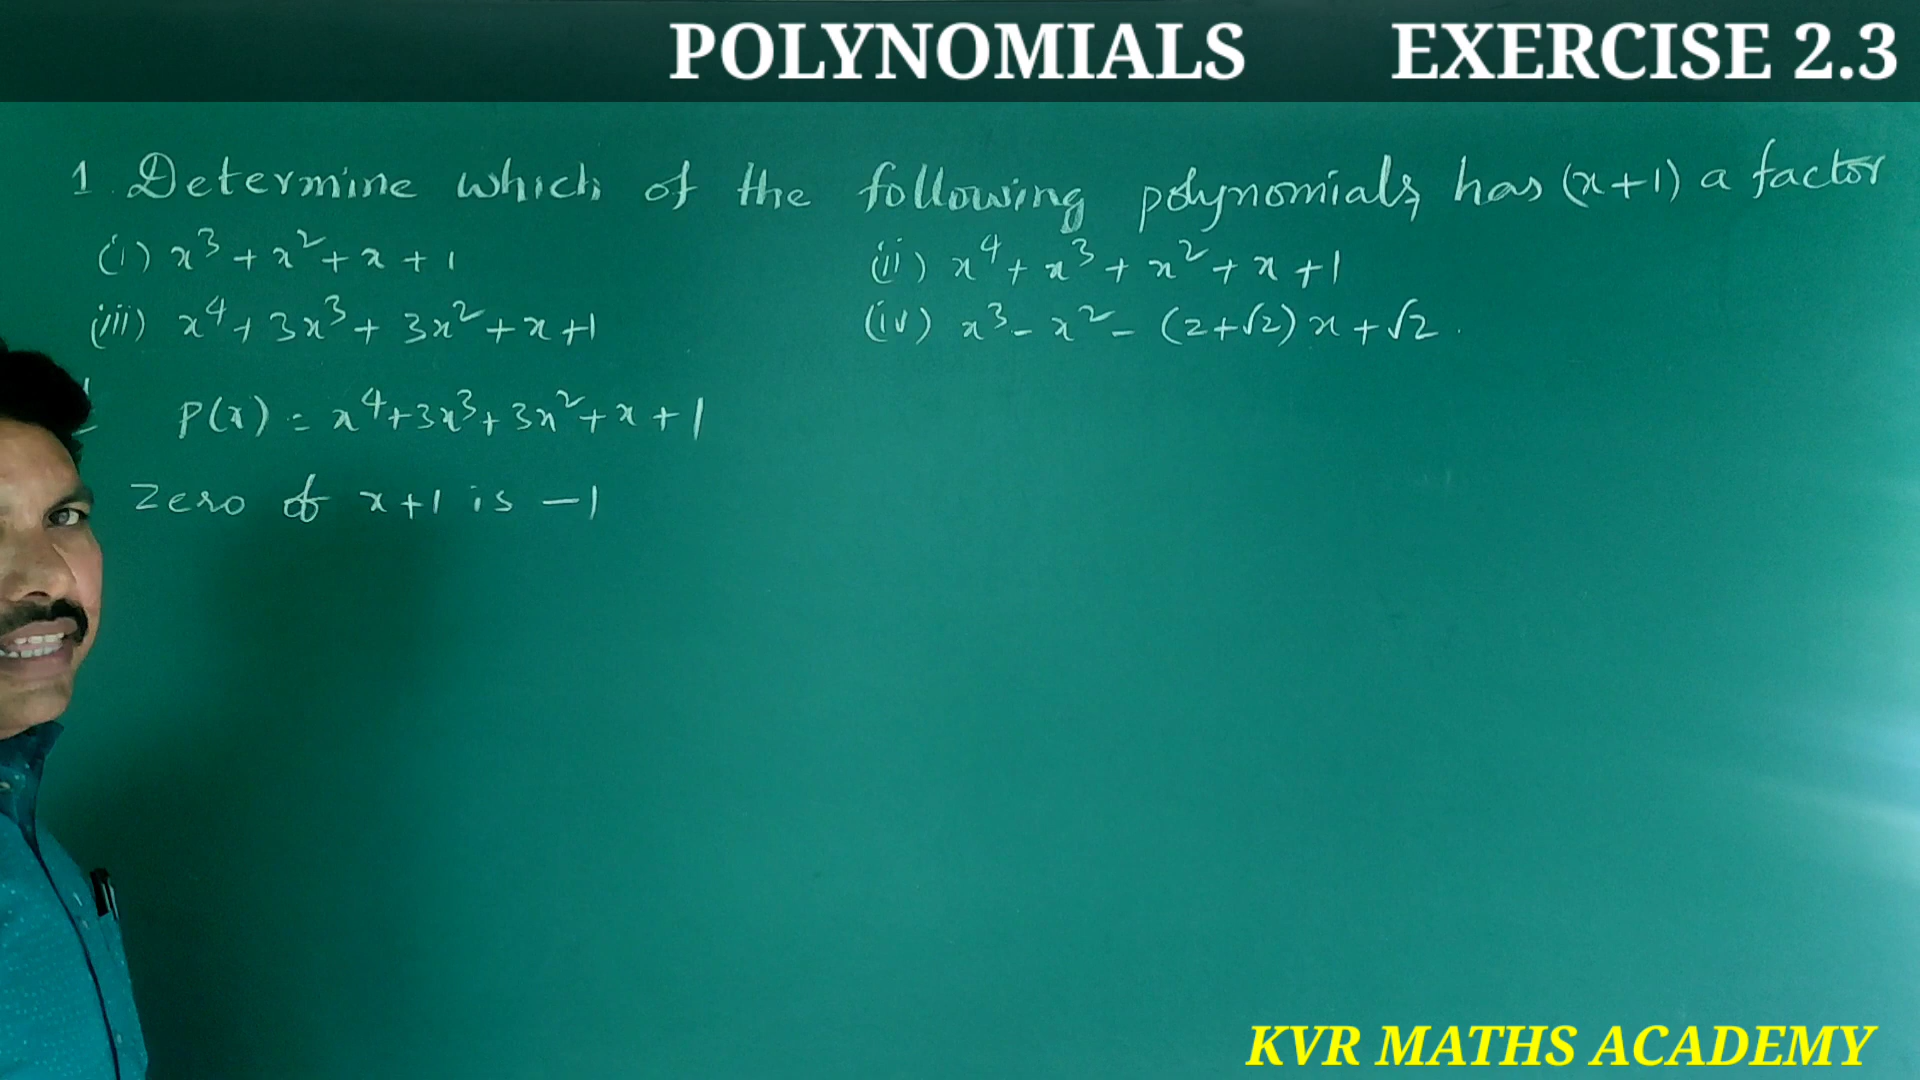 POLYNOMIALS EXERCISE 2.3
1. Determine which of the following polynomials has (x+1) a factor
(i) x³ + x² + x + 1 (ii) x⁴ + x³ + x² + x + 1
(iii) x⁴ + 3x³ + 3x² + x + 1 (iv) x³ - x² - (2+√2)x + √2.
P(x) = x⁴+3x³+3x²+x+1
Zero of x+1 is -1
KVR MATHS ACADEMY